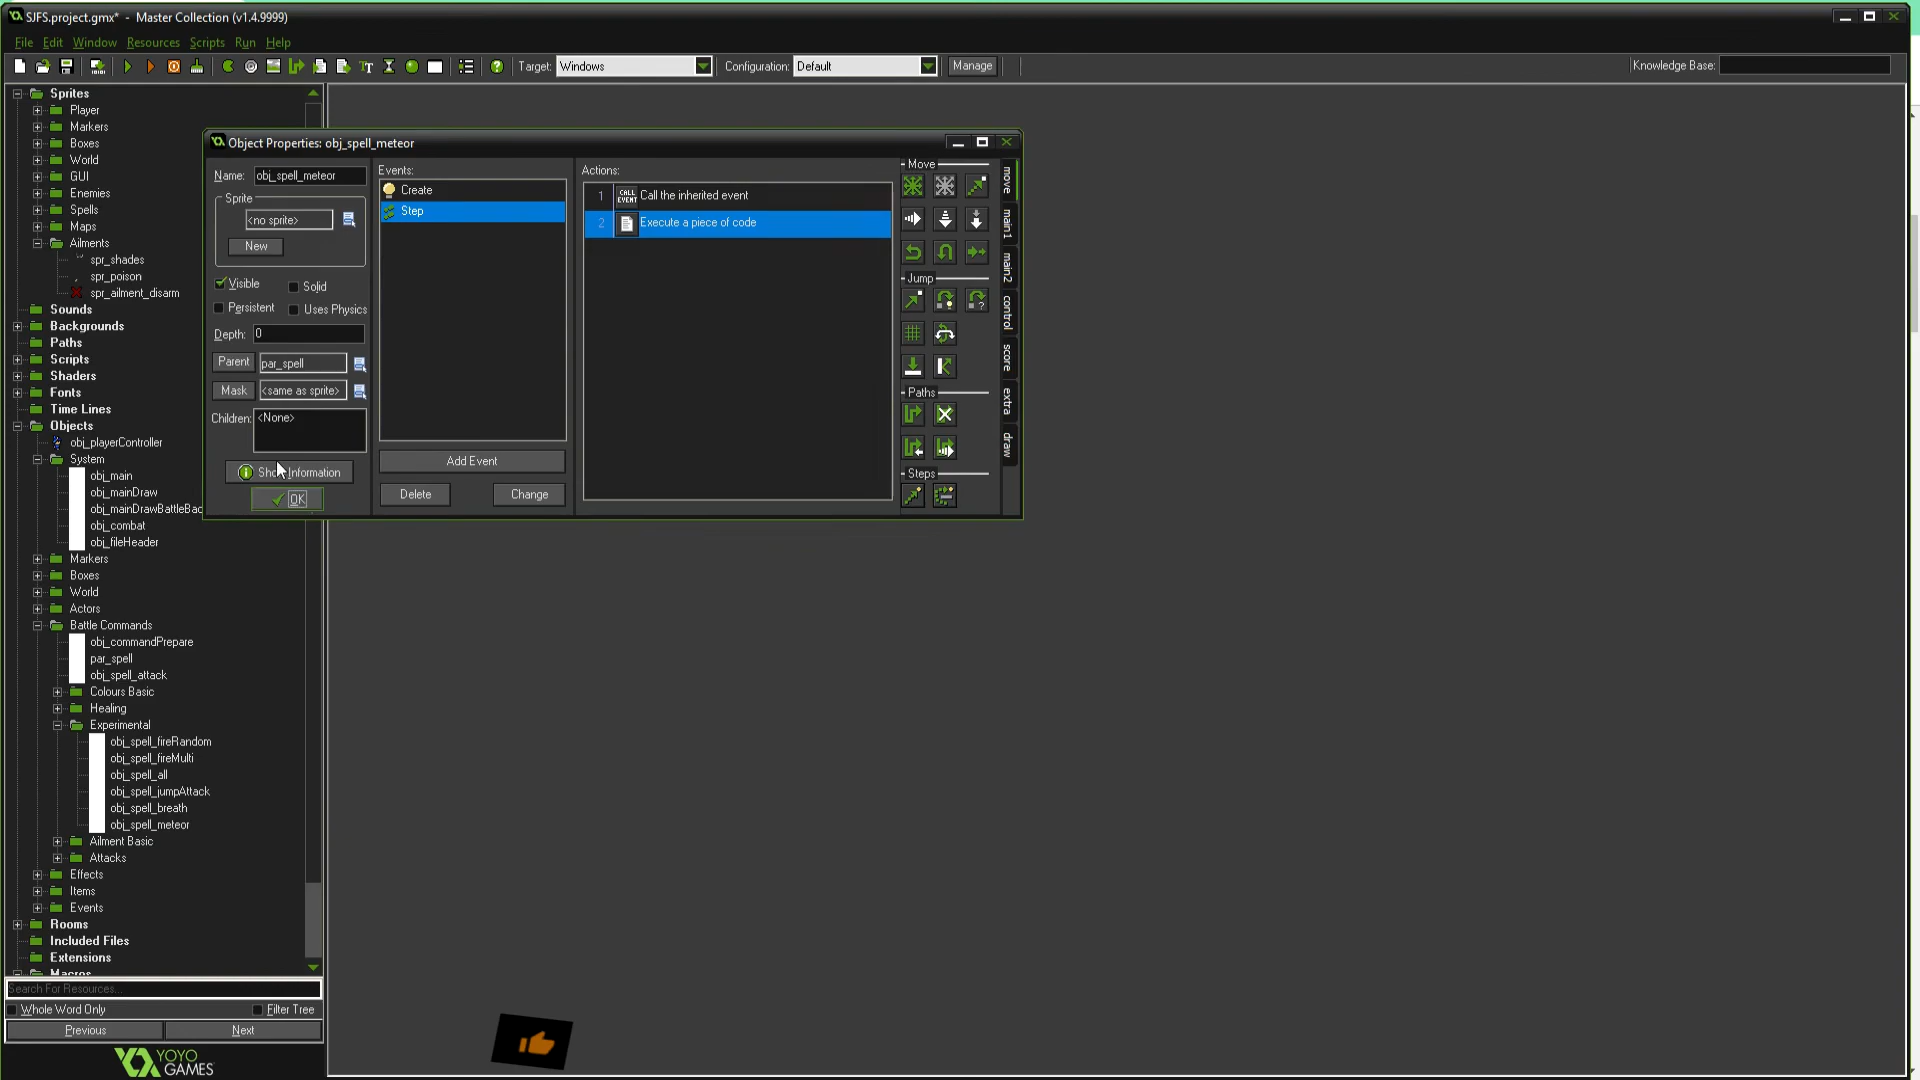 SJFS.project.gmx* - Master Collection (v1.4.9999)
File Edit Window Resources Scripts Run Help
Target: Windows Configuration: Default Manage Knowledge Base:
Sprites
Player
Markers
Boxes
World
GUI
Enemies
Spells
Maps
Ailments
spr_shades
spr_poison
spr_ailment_disarm
Sounds
Backgrounds
Paths
Scripts
Shaders
Fonts
Time Lines
Objects
obj_playerController
System
obj_main
obj_mainDraw
obj_mainDrawBattleBac
obj_combat
obj_fileHeader
Markers
Boxes
World
Actors
Battle Commands
obj_commandPrepare
par_spell
obj_spell_attack
Colours Basic
Healing
Experimental
obj_spell_fireRandom
obj_spell_fireMulti
obj_spell_all
obj_spell_jumpAttack
obj_spell_breath
obj_spell_meteor
Ailment Basic
Attacks
Effects
Items
Events
Rooms
Included Files
Extensions
Macros
Search For Resources...
Whole Word Only Filter Tree
Previous Next
YOYO
GAMES
Object Properties: obj_spell_meteor
Name: obj_spell_meteor
Sprite
<no sprite>
New
Visible Solid
Persistent Uses Physics
Depth: 0
Parent par_spell
Mask <same as sprite>
Children: <None>
Show Information
OK
Events:
Create
Step
Add Event
Delete Change
Actions:
1 CALL EVENT Call the inherited event
2 Execute a piece of code
Move
Jump
Paths
Steps
move
main1
main2
control
score
extra
draw